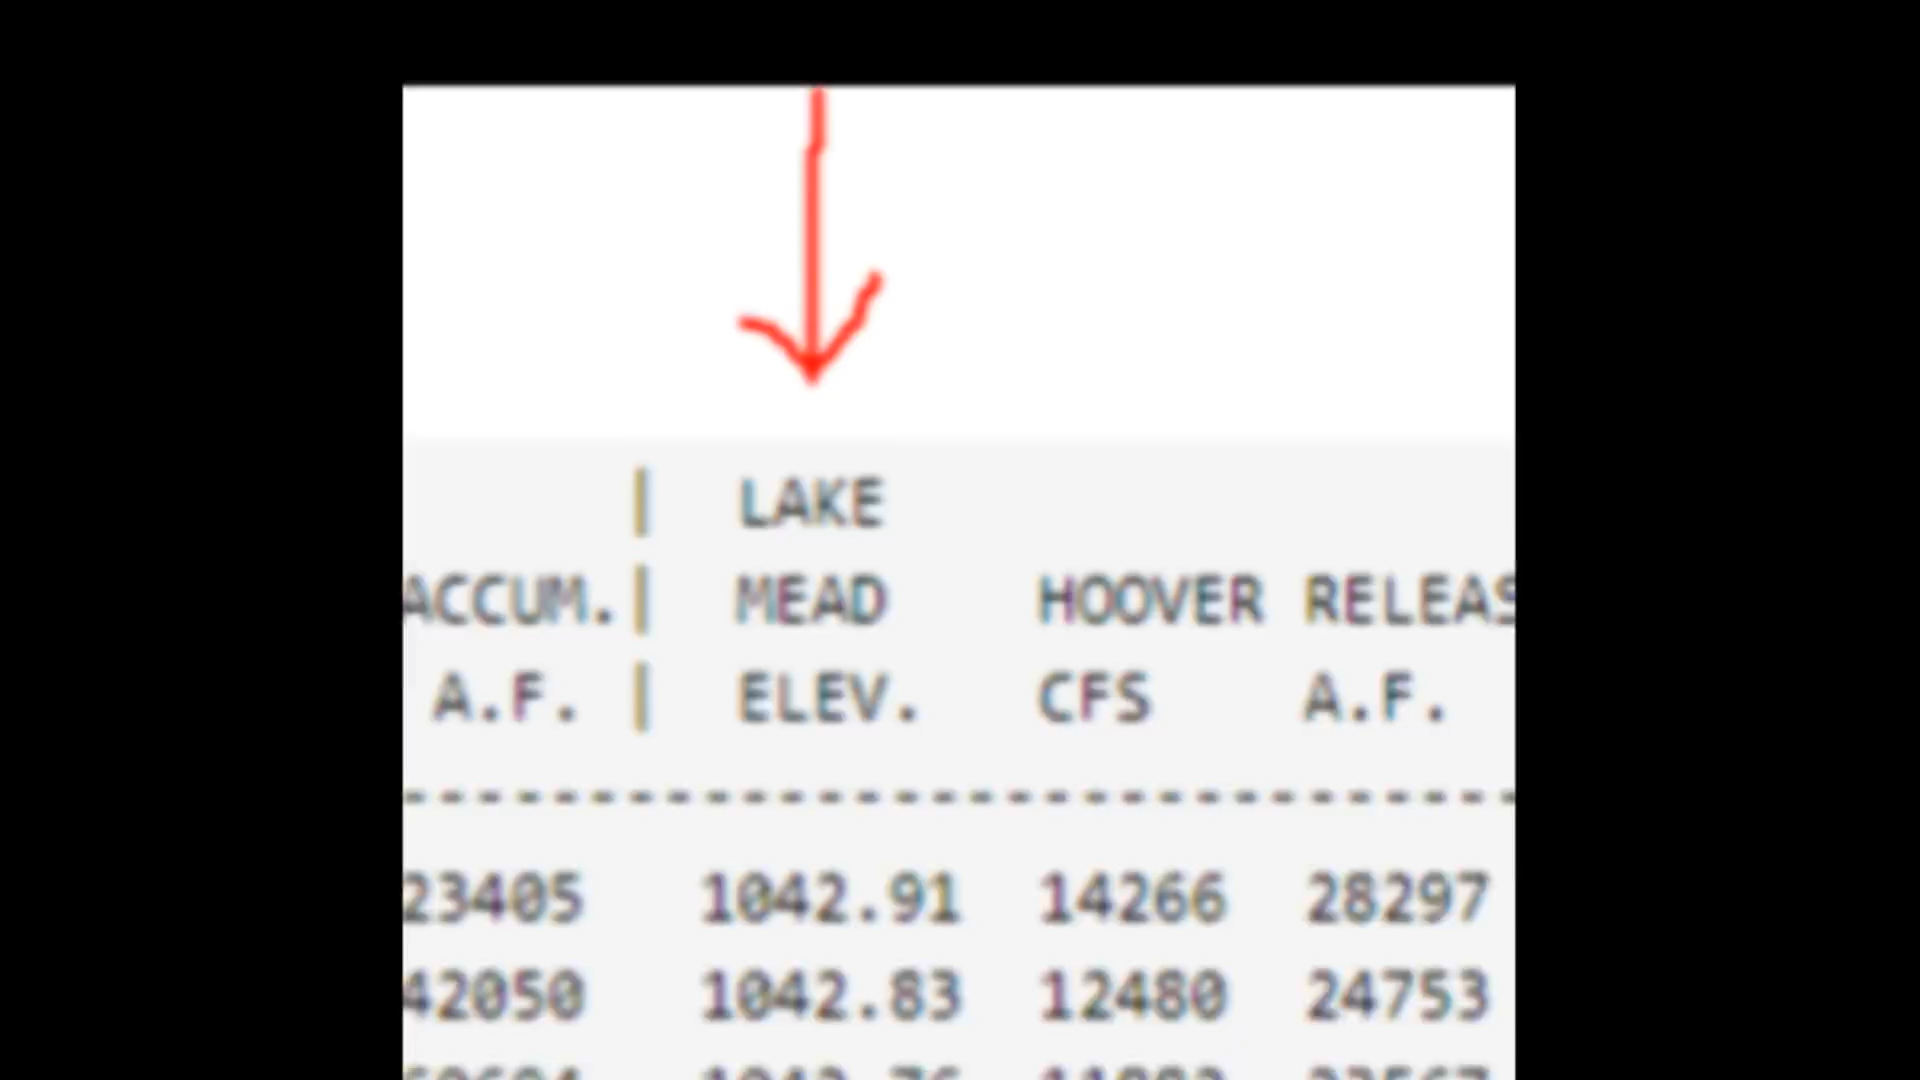 | LAKE
ACCUM.| MEAD HOOVER
A.F. | ELEV. CFS A.F.
---------------------------
23405 1042.91 14266 28297
42050 1042.83 12480 24753